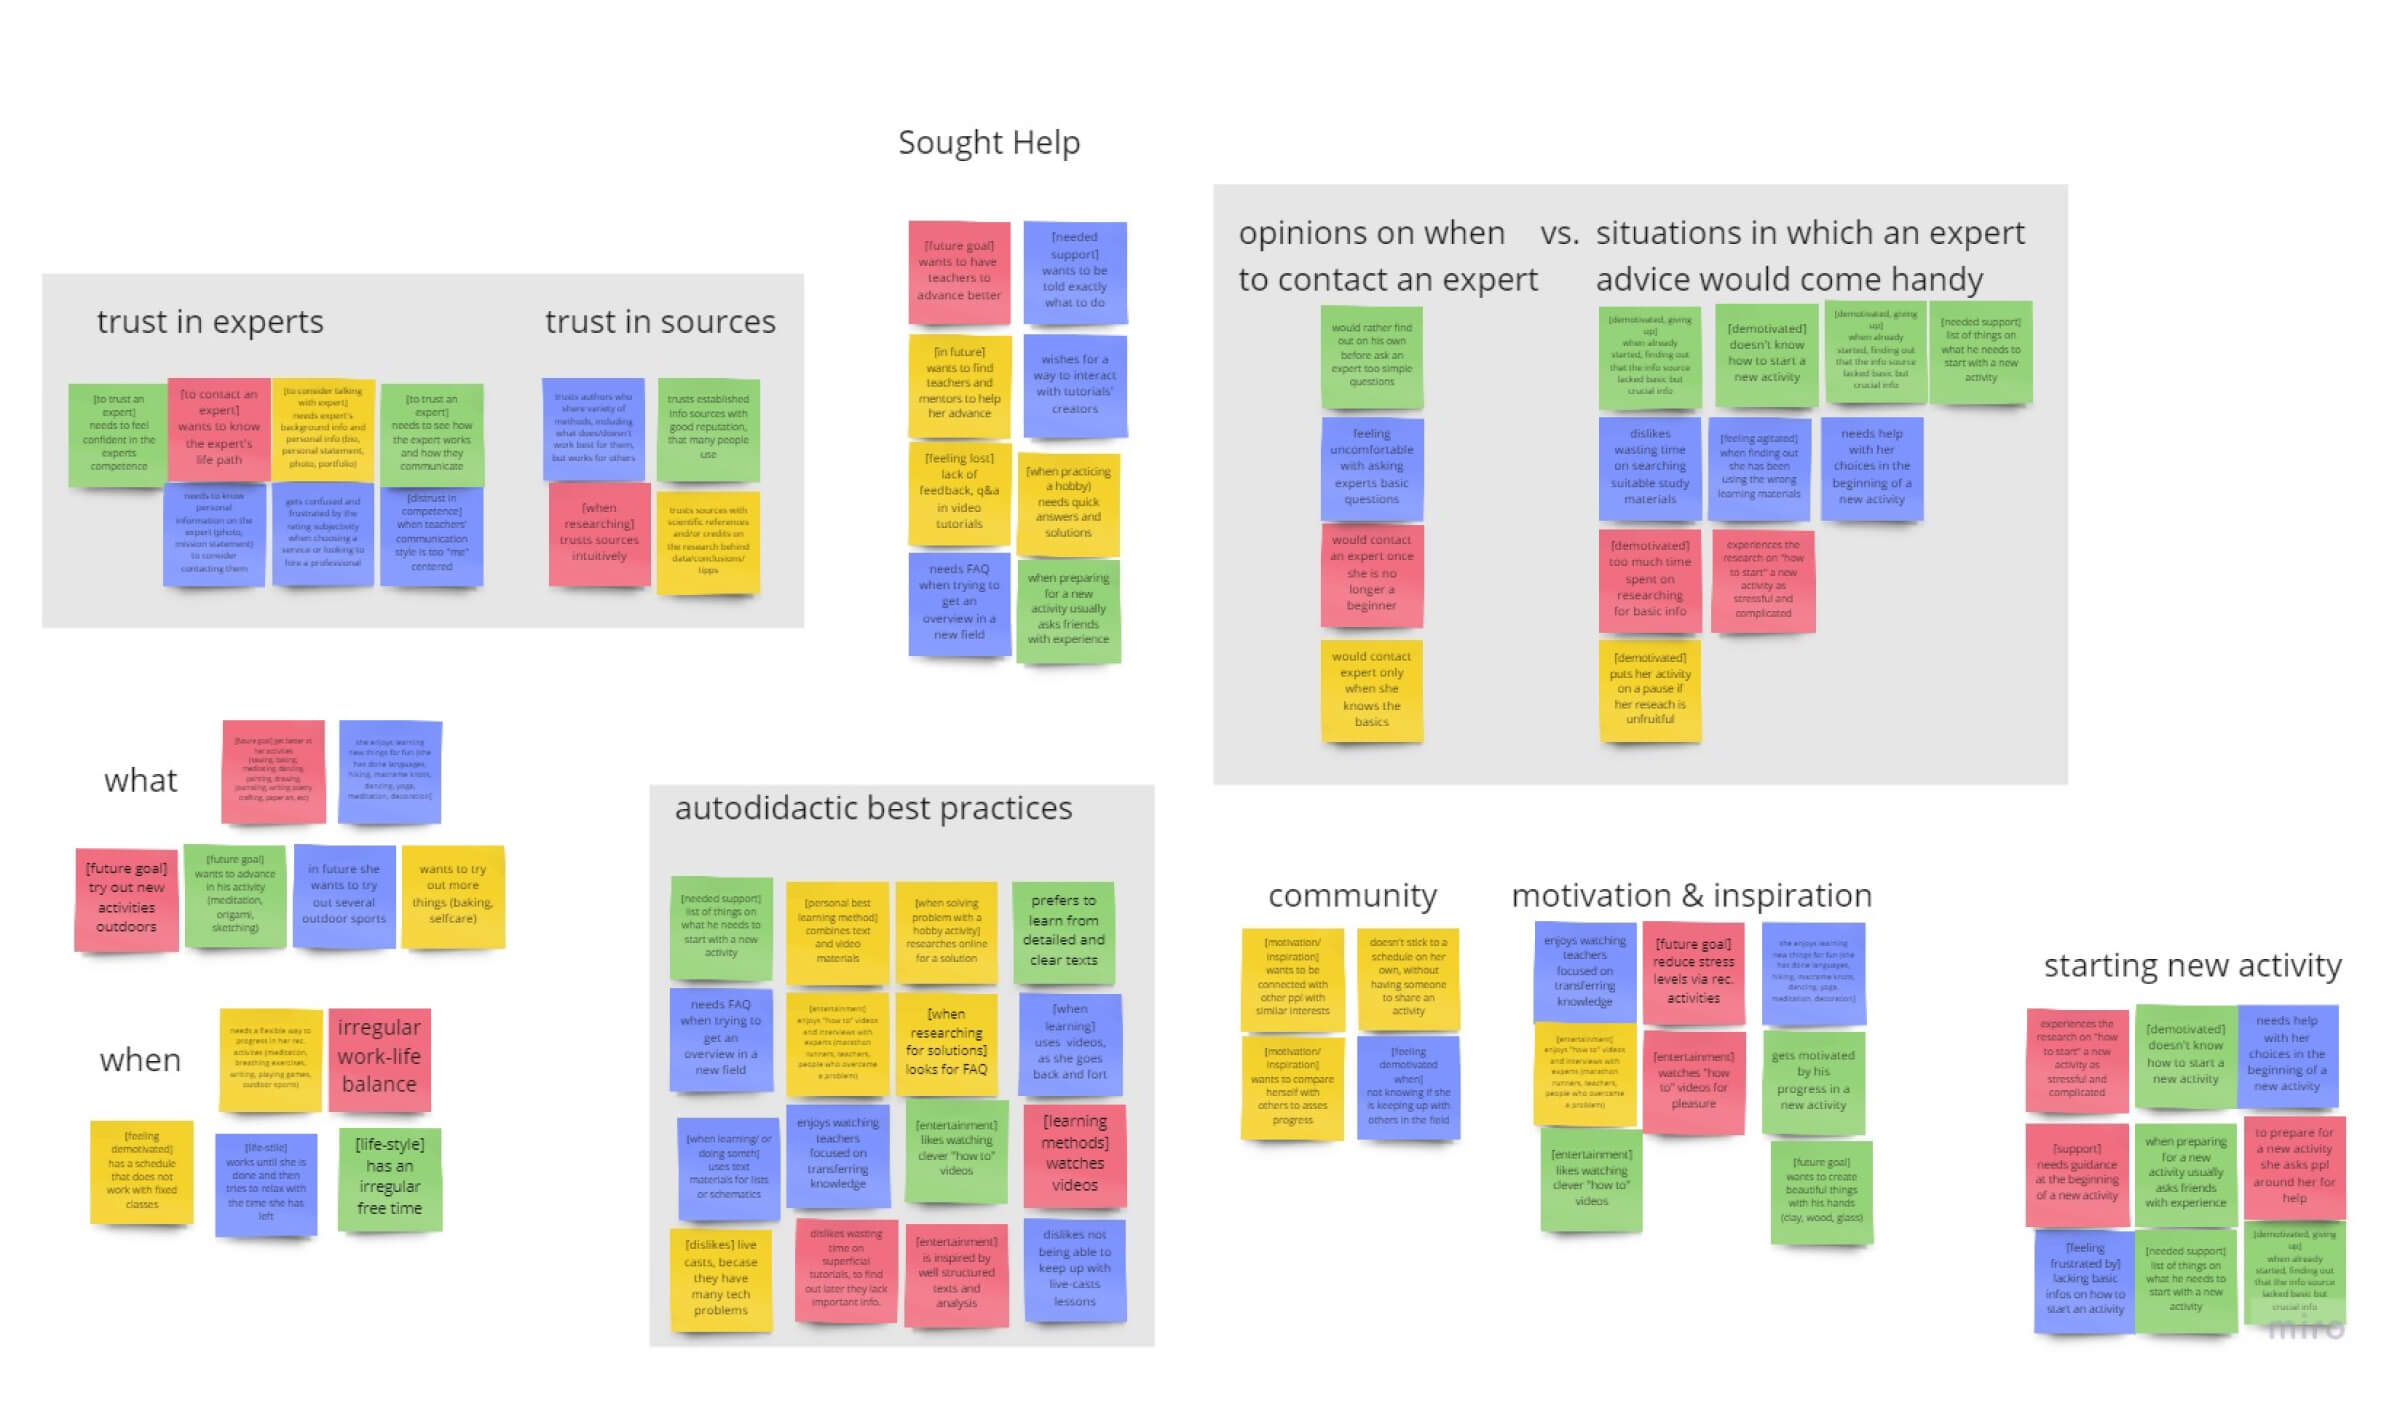 Sought Help
[future goal]
wants to have
teachers to
advance better
[needed
support]
wants to be
told exactly
what to do
[in future]
wants to find
teachers and
mentors to help
her advance
wishes for a
way to interact
with tutorials'
creators
[feeling lost]
lack of
feedback, q&a
in video
tutorials
[when practicing
a hobby)
needs quick
answers and
solutions
needs FAQ
when trying to
get an
overview in a
new field
when preparing
for a new
activity usually
asks friends
with experience
trust in experts
[to trust an
expert]
needs to feel
confident in the
experts
competence
[to contact an
expert]
wants to know
the expert's
life path
[to consider talking
with expert]
needs expert's
background info and
personal info (bio,
personal statement,
photo, portfolio)
[to trust an
expert]
needs to see how
the expert works
and how they
communicate
needs to know
personal
information on the
expert (photo,
mission statement)
to consider
contacting them
gets confused and
frustrated by the
rating subjectivity
when choosing a
service or looking to
hire a professional
[distrust in
competence]
when teachers'
communication
style is too "me"
centered
trust in sources
trusts authors who
share variety of
methods, including
what does/doesn't
work best for them,
but works for others
trusts established
info sources with
good reputation,
that many people
use
[when
researching]
trusts sources
intuitively
trusts sources with
scientific references
and/or credits on
the research behind
data/conclusions/
tipps
opinions on when
to contact an expert
vs.
situations in which an expert
advice would come handy
would rather find
out on his own
before ask an
expert too simple
questions
feeling
uncomfortable
with asking
experts basic
questions
would contact
an expert once
she is no
longer a
beginner
would contact
expert only
when she
knows the
basics
[demotivated, giving
up]
when already
started, finding out
that the info source
lacked basic but
crucial info
[demotivated]
doesn't know
how to start a
new activity
[demotivated, giving
up]
when already
started, finding out
that the info source
lacked basic but
crucial info
[needed support]
list of things on
what he needs to
start with a new
activity
dislikes
wasting time
on searching
suitable study
materials
[feeling agitated]
when finding out
she has been
using the wrong
learning materials
needs help
with her
choices in the
beginning of a
new activity
[demotivated]
too much time
spent on
researching
for basic info
experiences the
research on "how
to start" a new
activity as
stressful and
complicated
[demotivated]
puts her activity
on a pause if
her reseach is
unfruitful
what
[future goal] get better at
her activities
(sewing, baking,
meditating, dancing,
painting, drawing,
journaling, writing poetry
crafting, paper art, etc)
she enjoys learning
new things for fun (she
has done languages,
hiking, macrame knots,
dancing, yoga,
meditation, decoration]
[future goal]
try out new
activities
outdoors
[future goal]
wants to advance
in his activity
(meditation,
origami,
sketching)
in future she
wants to try
out several
outdoor sports
wants to try
out more
things (baking,
selfcare)
when
needs a flexible way to
progress in her rec.
activities (meditation,
breathing exercises,
writing, playing games,
outdoor sports)
irregular
work-life
balance
[feeling
demotivated]
has a schedule
that does not
work with fixed
classes
[life-stile]
works until she is
done and then
tries to relax with
the time she has
left
[life-style]
has an
irregular
free time
autodidactic best practices
[needed support]
list of things on
what he needs to
start with a new
activity
[personal best
learning method]
combines text
and video
materials
[when solving
problem with a
hobby activity]
researches online
for a solution
prefers to
learn from
detailed and
clear texts
needs FAQ
when trying to
get an
overview in a
new field
[entertainment]
enjoys "how to" videos
and interviews with
experts (marathon
runners, teachers,
people who overcame
a problem)
[when
researching
for solutions]
looks for FAQ
[when
learning]
uses videos,
as she goes
back and fort
[when learning/ or
doing somth]
uses text
materials for lists
or schematics
enjoys watching
teachers
focused on
transferring
knowledge
[entertainment]
likes watching
clever "how to"
videos
[learning
methods]
watches
videos
[dislikes] live
casts, becase
they have
many tech
problems
dislikes wasting
time on
superficial
tutorials, to find
out later they lack
important info.
[entertainment]
is inspired by
well structured
texts and
analysis
dislikes not
being able to
keep up with
live-casts
lessons
community
[motivation/
inspiration]
wants to be
connected with
other ppl with
similar interests
doesn't stick to a
schedule on her
own, without
having someone
to share an
activity
[motivation/
inspiration]
wants to compare
herself with
others to asses
progress
[feeling
demotivated
when]
not knowing if she
is keeping up with
others in the field
motivation & inspiration
enjoys watching
teachers
focused on
transferring
knowledge
[future goal]
reduce stress
levels via rec.
activities
she enjoys learning
new things for fun (she
has done languages,
hiking, macrame knots,
dancing, yoga,
meditation, decoration]
[entertainment]
enjoys "how to" videos
and interviews with
experts (marathon
runners, teachers,
people who overcame
a problem)
[entertainment]
watches "how
to" videos for
pleasure
gets motivated
by his
progress in a
new activity
[entertainment]
likes watching
clever "how to"
videos
[future goal]
wants to create
beautiful things
with his hands
(clay, wood, glass)
starting new activity
experiences the
research on "how
to start" a new
activity as
stressful and
complicated
[demotivated]
doesn't know
how to start a
new activity
needs help
with her
choices in the
beginning of a
new activity
[support]
needs guidance
at the beginning
of a new activity
when preparing
for a new
activity usually
asks friends
with experience
to prepare for
a new activity
she asks ppl
around her for
help
[feeling
frustrated by]
lacking basic
infos on how to
start an activity
[needed support]
list of things on
what he needs to
start with a new
activity
[demotivated, giving
up]
when already
started, finding out
that the info source
lacked basic but
crucial info
miro